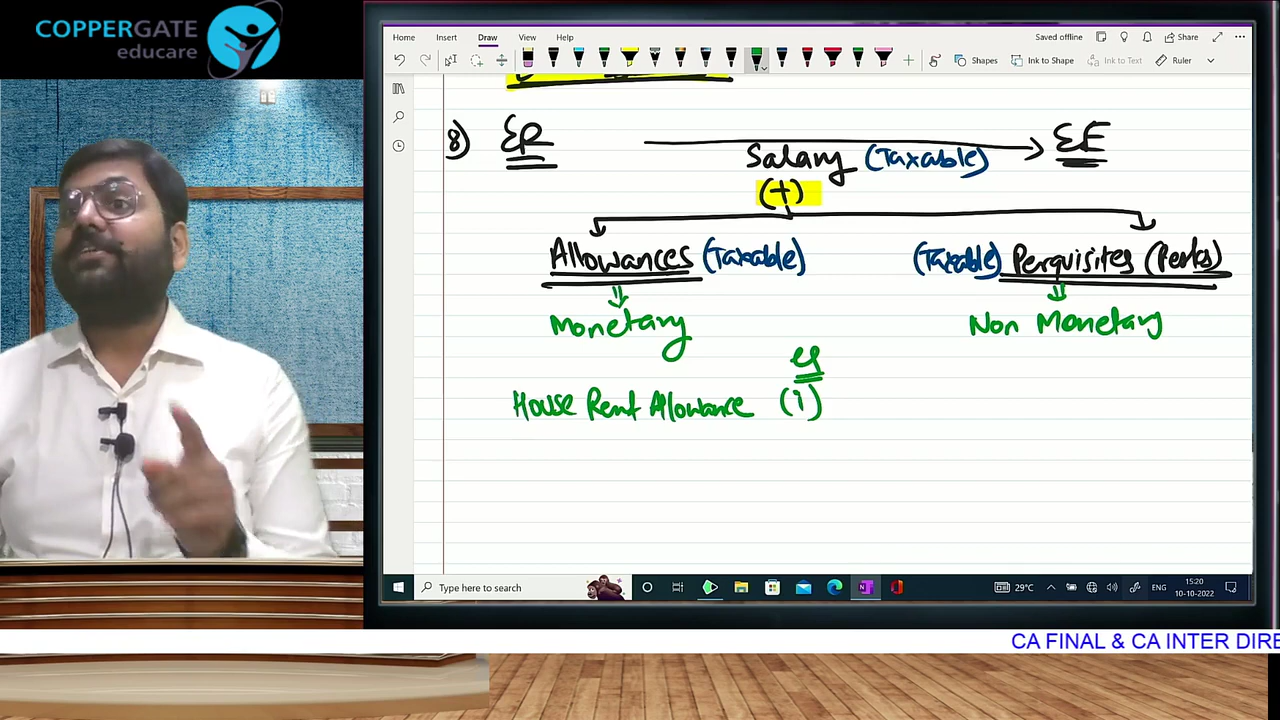 COPPERGATE
educare
Home Insert Draw View Help
Saved offline
Share
Shapes
Ink to Shape
Ink to Text
Ruler
8) ER
EE
Salary (Taxable)
(+)
Allowances (Taxable)
(Taxable) Perquisites (Perks)
Monetary
Non Monetary
eg
House Rent Allowance (i)
Type here to search
29°C
ENG
15:20
10-10-2022
CA FINAL & CA INTER DIRE